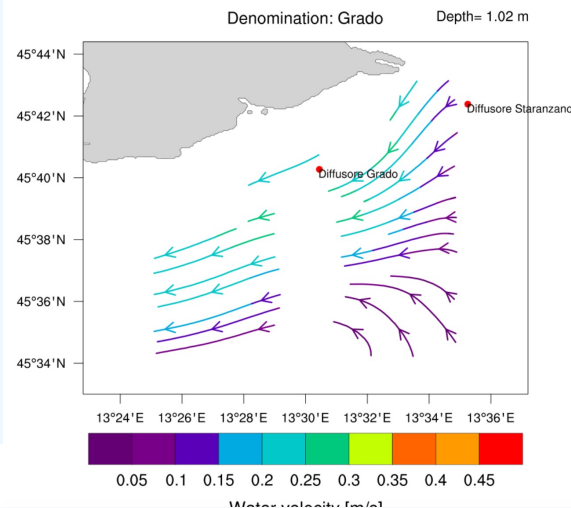 Denomination: Grado
Depth= 1.02 m
45°44'N
45°42'N
Diffusore Staranzano
45°40'N
Diffusore Grado
45°38'N
45°36'N
45°34'N
13°24'E 13°26'E 13°28'E 13°30'E 13°32'E 13°34'E 13°36'E
0.05 0.1 0.15 0.2 0.25 0.3 0.35 0.4 0.45
Water velocity [m/s]